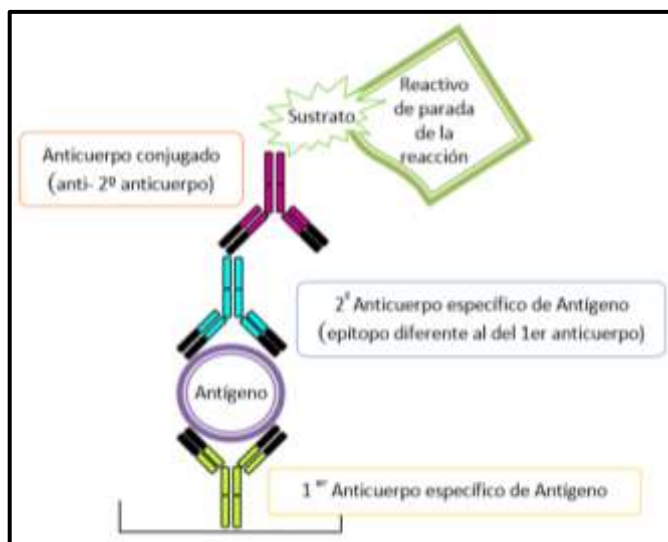 Sustrato
Reactivo
de parada
de la
reacción
Anticuerpo conjugado
(anti- 2º anticuerpo)
2º Anticuerpo específico de Antígeno
(epítopo diferente al del 1er anticuerpo)
Antígeno
1er Anticuerpo específico de Antígeno